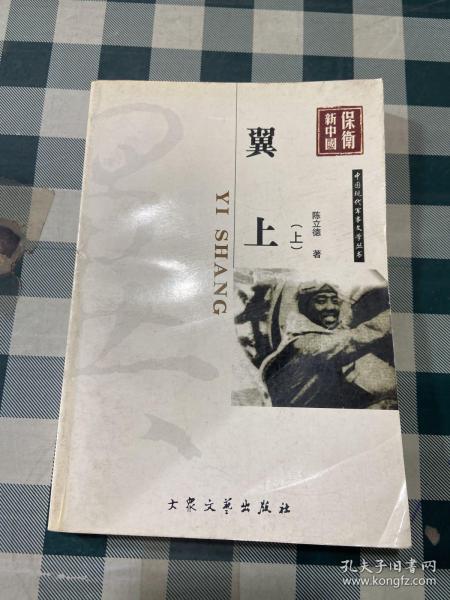 保衛
新中國
中国现代军事文学丛书
翼上
(上)
陈立德 著
YI SHANG
大眾文艺出版社
孔夫子旧书网
www.kongfz.com